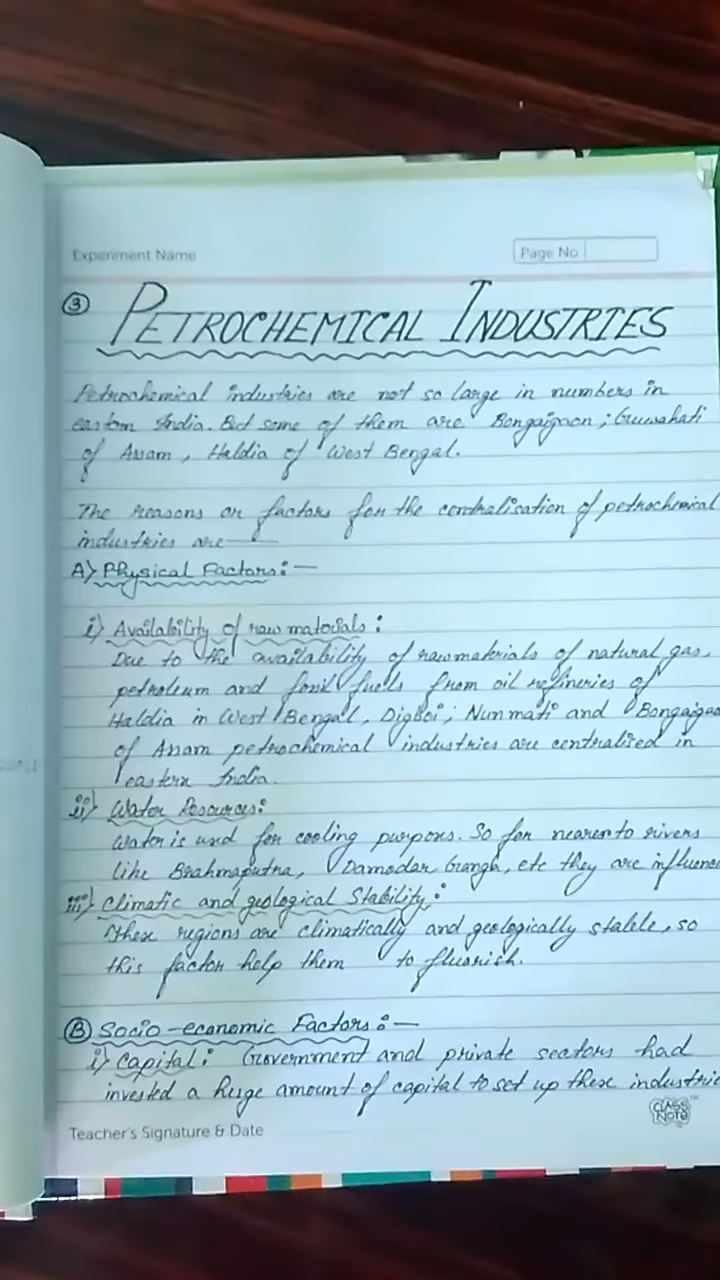 Experiment Name
Page No
3 PETROCHEMICAL INDUSTRIES
Petrochemical industries are not so large in numbers in
eastern India. But some of them are Bongaigaon; Guwahati
of Assam, Haldia of West Bengal.
The reasons or factors for the centralisation of petrochemical
industries are —
A) Physical Factors:—
i) Availability of raw materials:
Due to the availability of rawmaterials of natural gas,
petroleum and fossil fuels from oil refineries of
Haldia in West Bengal, Digboi; Nunmati and Bongaigao
of Assam petrochemical industries are centralised in
eastern India.
ii) Water Resources:
Water is used for cooling purposes. So for nearer to rivers
like Brahmaputra, Damodar, Ganga, etc they are influence
iii) Climatic and geological Stability:
These regions are climatically and geologically stable, so
this factor help them to fluorish.
B Socio-economic Factors:—
i) Capital: Government and private sectors had
invested a huge amount of capital to set up these industrie
CLASS NOTE
Teacher's Signature & Date